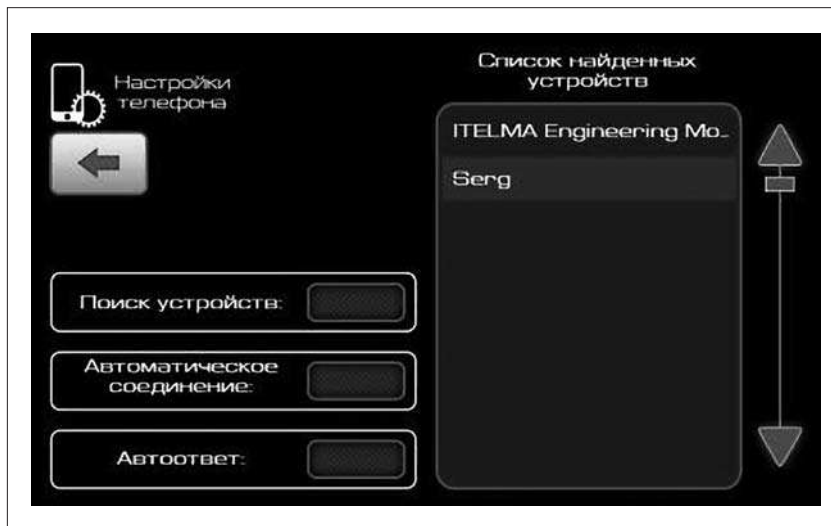 Настройки
телефона
Список найденных
устройств
ITELMA Engineering Mo..
Serg
Поиск устройств:
Автоматическое
соединение:
Автоответ: